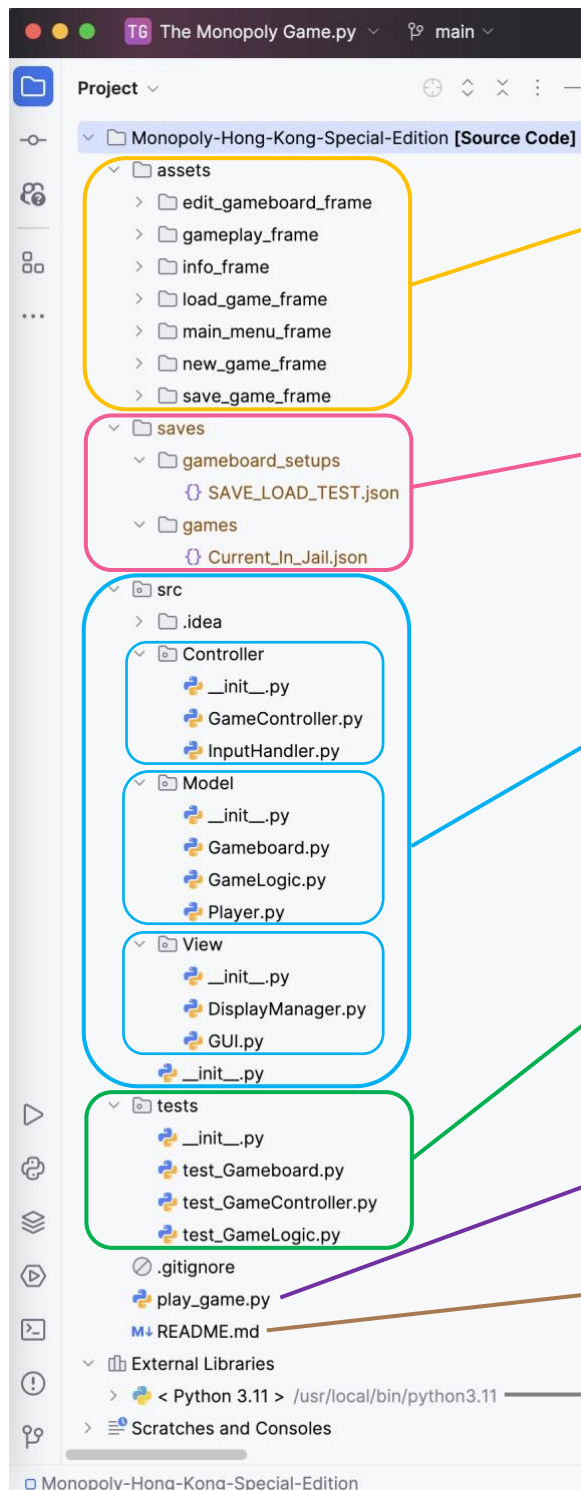 TG The Monopoly Game.py main
Project
Monopoly-Hong-Kong-Special-Edition [Source Code]
assets
edit_gameboard_frame
gameplay_frame
info_frame
load_game_frame
main_menu_frame
new_game_frame
save_game_frame
saves
gameboard_setups
{} SAVE_LOAD_TEST.json
games
{} Current_In_Jail.json
src
.idea
Controller
__init__.py
GameController.py
InputHandler.py
Model
__init__.py
Gameboard.py
GameLogic.py
Player.py
View
__init__.py
DisplayManager.py
GUI.py
__init__.py
tests
__init__.py
test_Gameboard.py
test_GameController.py
test_GameLogic.py
.gitignore
play_game.py
M↓ README.md
External Libraries
< Python 3.11 > /usr/local/bin/python3.11
Scratches and Consoles
Monopoly-Hong-Kong-Special-Edition